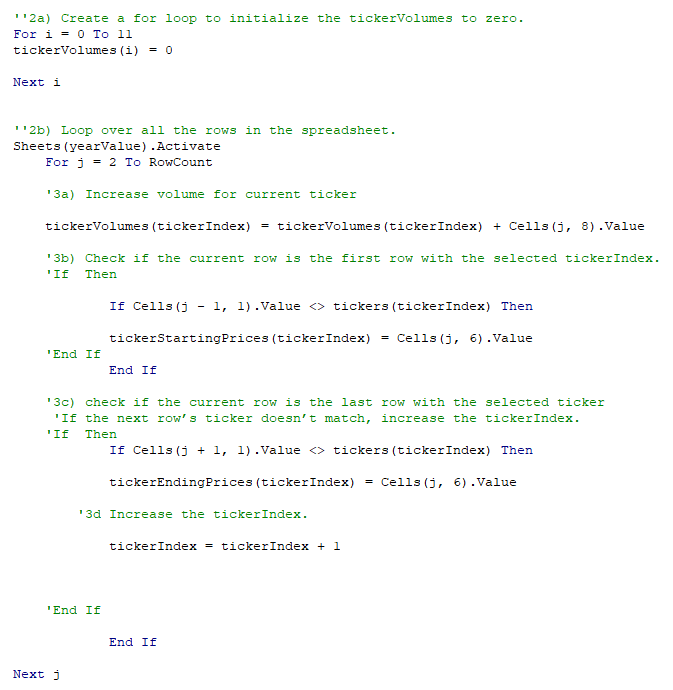 ''2a) Create a for loop to initialize the tickerVolumes to zero.
For i = 0 To 11
tickerVolumes(i) = 0
Next i
''2b) Loop over all the rows in the spreadsheet.
Sheets(yearValue).Activate
For j = 2 To RowCount
'3a) Increase volume for current ticker
tickerVolumes(tickerIndex) = tickerVolumes(tickerIndex) + Cells(j, 8).Value
'3b) Check if the current row is the first row with the selected tickerIndex.
'If  Then
If Cells(j - 1, 1).Value <> tickers(tickerIndex) Then
tickerStartingPrices(tickerIndex) = Cells(j, 6).Value
'End If
End If
'3c) check if the current row is the last row with the selected ticker
'If the next row’s ticker doesn’t match, increase the tickerIndex.
'If  Then
If Cells(j + 1, 1).Value <> tickers(tickerIndex) Then
tickerEndingPrices(tickerIndex) = Cells(j, 6).Value
'3d Increase the tickerIndex.
tickerIndex = tickerIndex + 1
'End If
End If
Next j